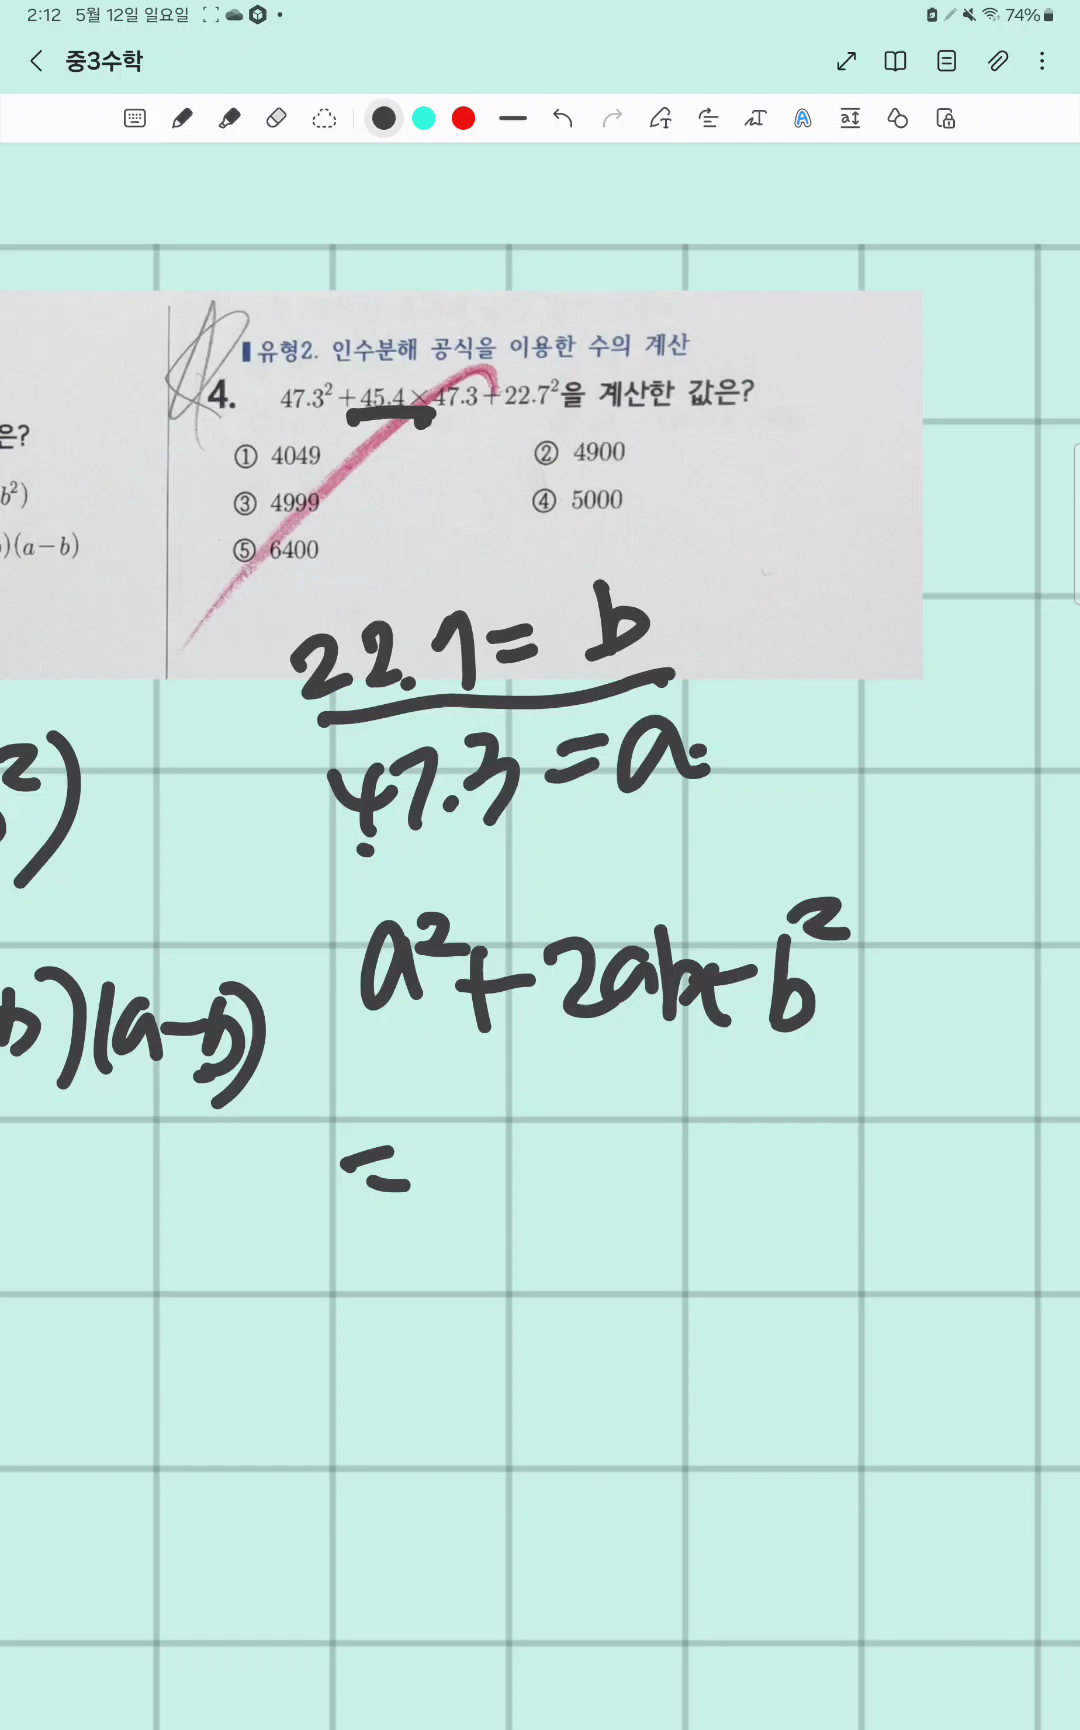 2:12 5월 12일 일요일 74%
중3수학
유형2. 인수분해 공식을 이용한 수의 계산
4. 47.3² + 45.4 × 47.3 + 22.7²을 계산한 값은?
① 4049 ② 4900
③ 4999 ④ 5000
⑤ 6400
은?
b²)
)(a-b)
22.7 = b
47.3 = a
²)
a² + 2ab + b²
b)(a-b)
=